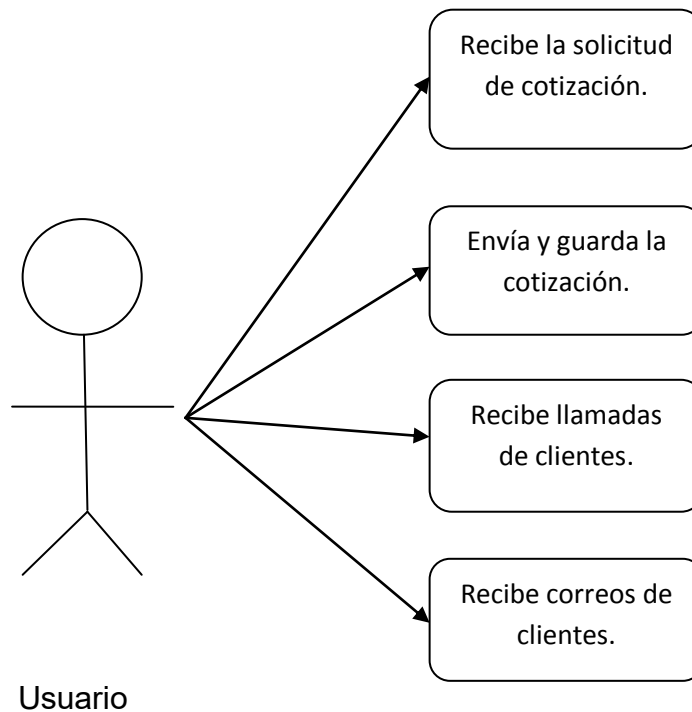 Recibe la solicitud
de cotización.
Envía y guarda la
cotización.
Recibe llamadas
de clientes.
Recibe correos de
clientes.
Usuario